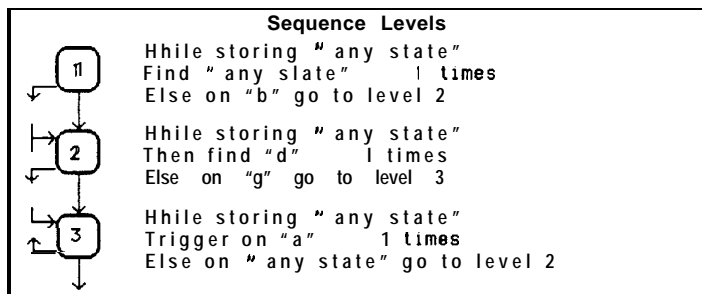 Sequence Levels
1
Hhile storing " any state"
Find " any slate" 1 times
Else on "b" go to level 2
2
Hhile storing " any state"
Then find "d" I times
Else on "g" go to level 3
3
Hhile storing " any state"
Trigger on "a" 1 times
Else on " any state" go to level 2